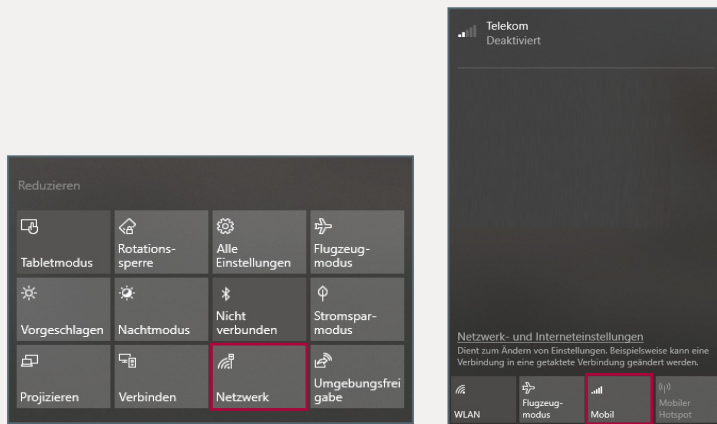 Reduzieren
Tabletmodus
Rotations-
sperre
Alle
Einstellungen
Flugzeug-
modus
Vorgeschlagen
Nachtmodus
Nicht
verbunden
Stromspar-
modus
Projizieren
Verbinden
Netzwerk
Umgebungsfrei
gabe
Telekom
Deaktiviert
Netzwerk- und Interneteinstellungen
Dient zum Ändern von Einstellungen. Beispielsweise kann eine
Verbindung in eine getaktete Verbindung geändert werden.
WLAN
Flugzeug-
modus
Mobil
Mobiler
Hotspot